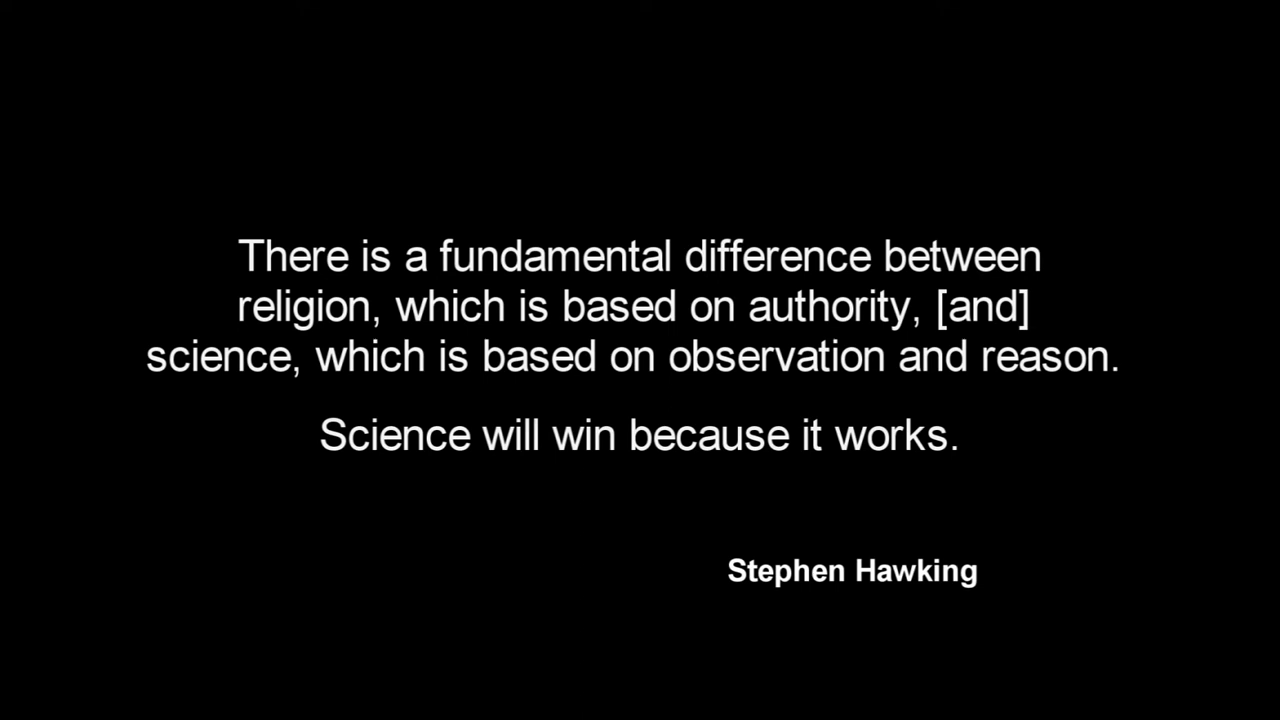 There is a fundamental difference between
religion, which is based on authority, [and]
science, which is based on observation and reason.
Science will win because it works.
Stephen Hawking